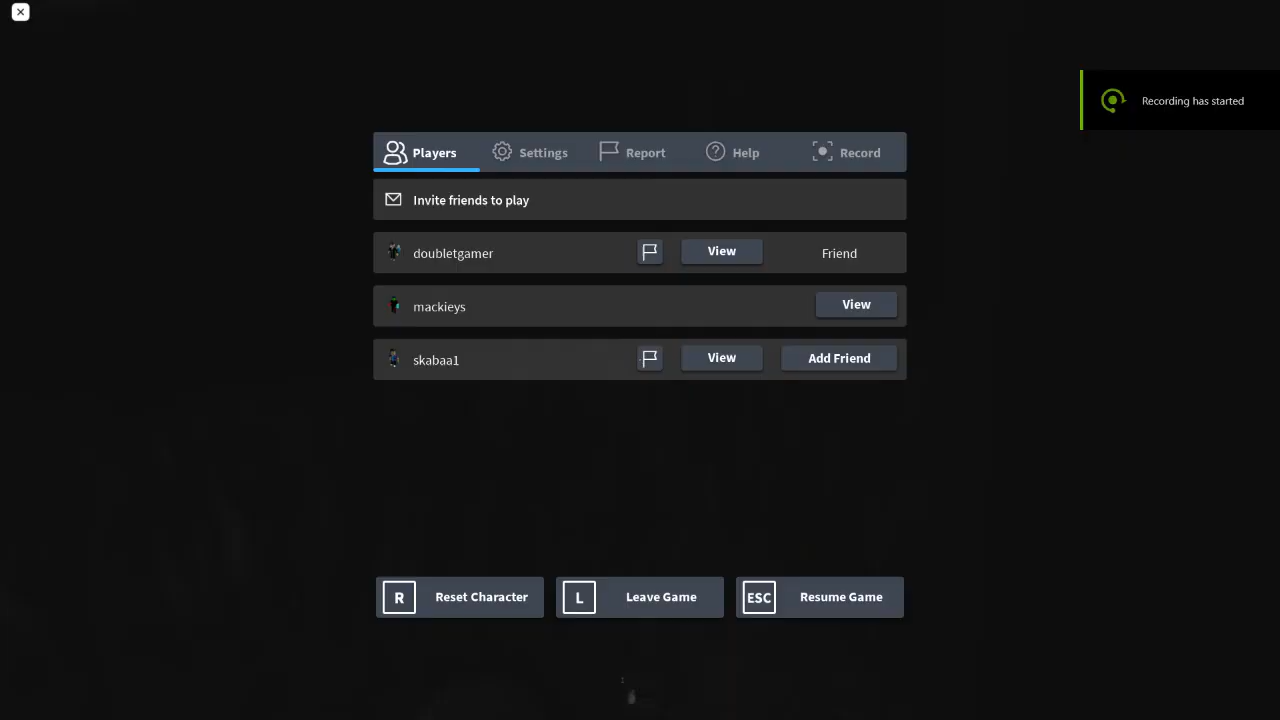 Recording has started
Players Settings Report Help Record
Invite friends to play
doubletgamer View Friend
mackieys View
skabaa1 View Add Friend
R Reset Character L Leave Game ESC Resume Game